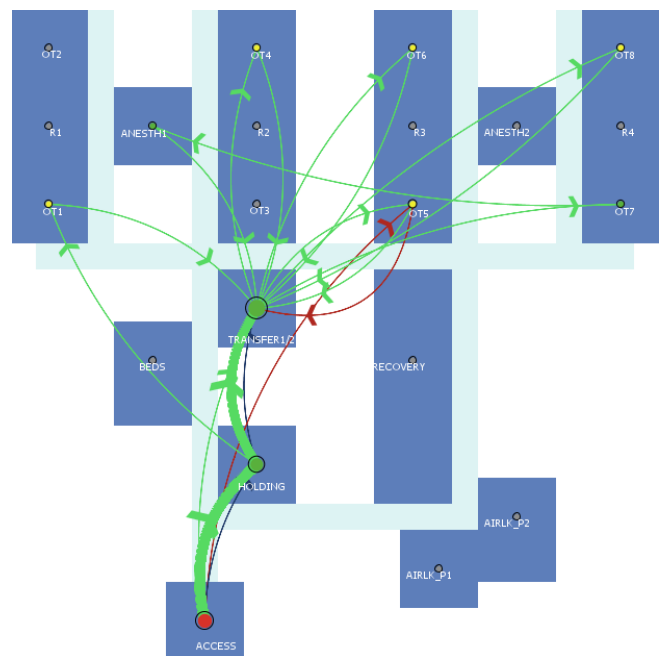 OT2 OT4 OT6 OT8
R1 ANESTH1 R2 R3 ANESTH2 R4
OT1 OT3 OT5 OT7
TRANSFER1/2
BEDS RECOVERY
HOLDING
AIRLK_P2
AIRLK_P1
ACCESS